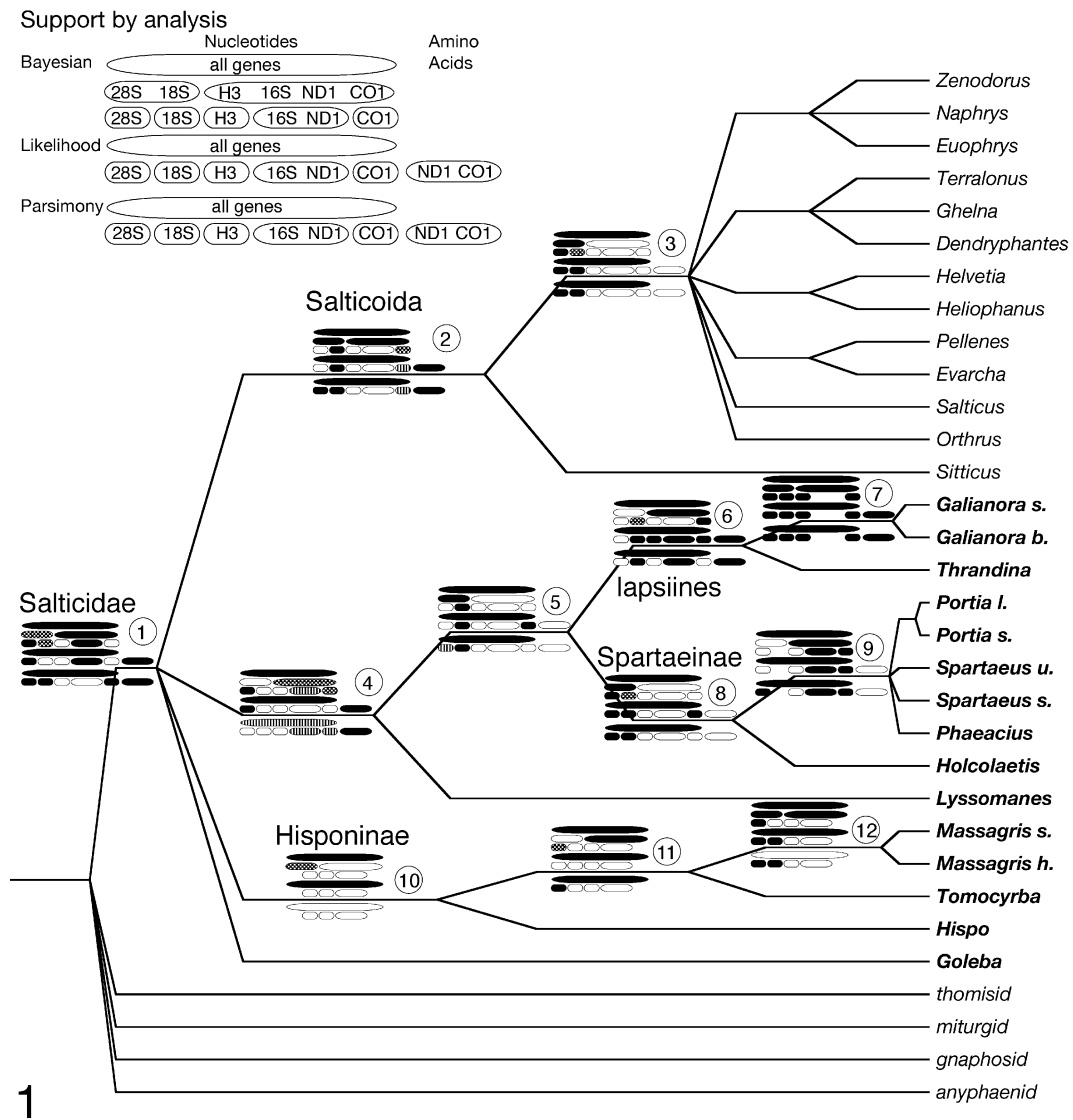 Support by analysis
Nucleotides Amino
Bayesian all genes Acids
28S 18S H3 16S ND1 CO1
28S 18S H3 16S ND1 CO1
Likelihood all genes
28S 18S H3 16S ND1 CO1 ND1 CO1
Parsimony all genes
28S 18S H3 16S ND1 CO1 ND1 CO1
Zenodorus
Naphrys
Euophrys
Terralonus
Ghelna
3
Dendryphantes
Helvetia
Salticoida
Heliophanus
2
Pellenes
Evarcha
Salticus
Orthrus
Sitticus
7
Galianora s.
6
Galianora b.
Thrandina
iapsiines
5
Salticidae
Portia l.
1
Portia s.
Spartaeinae
9
Spartaeus u.
4
8
Spartaeus s.
Phaeacius
Holcolaetis
Lyssomanes
Hisponinae
12
Massagris s.
11
Massagris h.
10
Tomocyrba
Hispo
Goleba
thomisid
miturgid
gnaphosid
anyphaenid
1